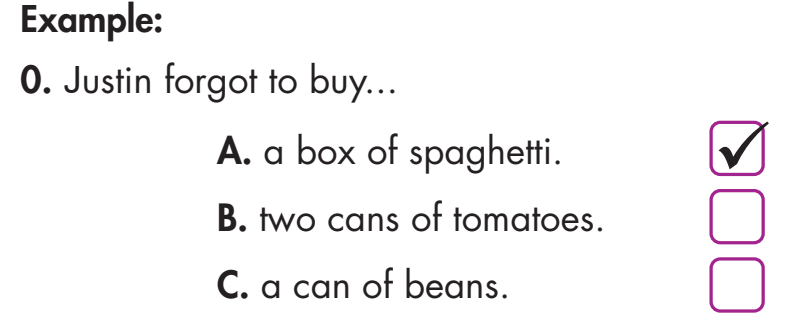 Example:
0. Justin forgot to buy...
A. a box of spaghetti.
B. two cans of tomatoes.
C. a can of beans.